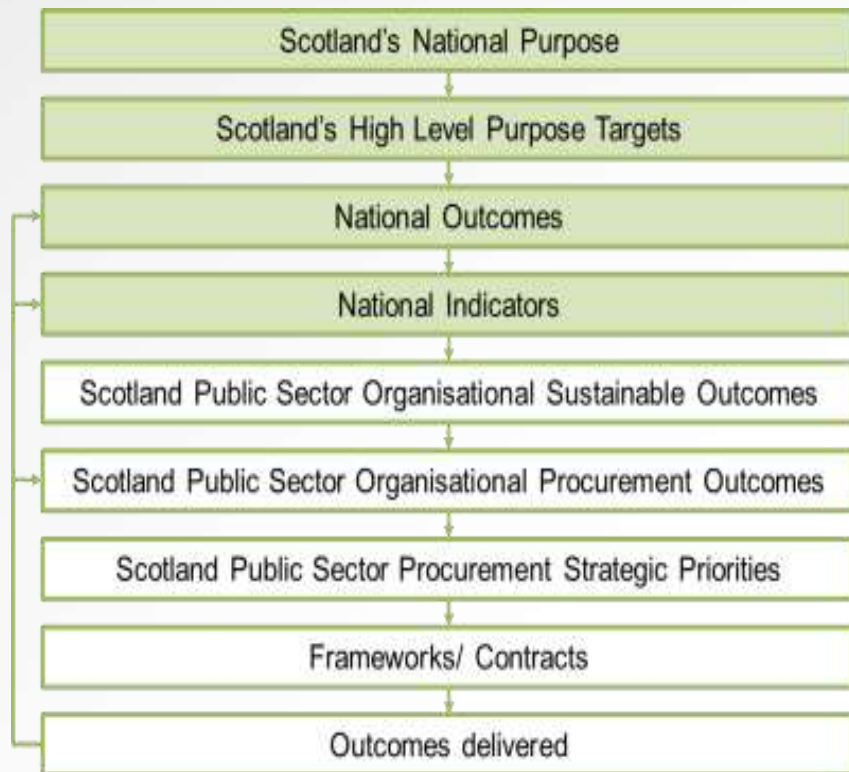 Scotland's National Purpose
Scotland's High Level Purpose Targets
National Outcomes
National Indicators
Scotland Public Sector Organisational Sustainable Outcomes
Scotland Public Sector Organisational Procurement Outcomes
Scotland Public Sector Procurement Strategic Priorities
Frameworks/ Contracts
Outcomes delivered